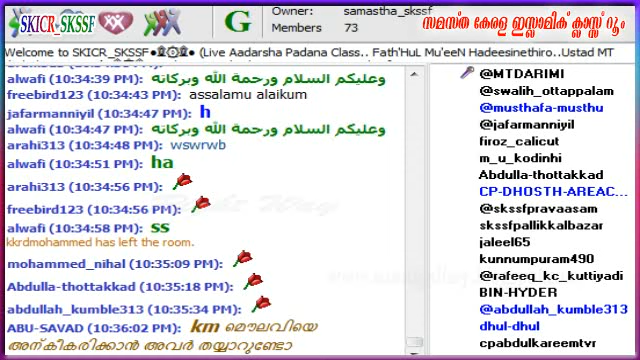 SKICR_SKSSF
G
Owner: samastha_skssf
Members 73
സമസ്ത കേരള ഇസ്ലാമിക് ക്ലാസ്സ് റൂം
Welcome to SKICR_SKSSF●۩۞۩● (Live Aadarsha Padana Class.. Fath'HuL Mu'eeN Hadeesinethiro..Ustad MT
alwafi (10:34:39 PM): وعليكم السلام ورحمة الله وبركاته
freebird123 (10:34:43 PM): assalamu alaikum
jafarmanniyil (10:34:47 PM): h
alwafi (10:34:47 PM): وعليكم السلام ورحمة الله وبركاته
arahi313 (10:34:48 PM): wswrwb
alwafi (10:34:51 PM): ha
arahi313 (10:34:56 PM):
freebird123 (10:34:56 PM):
alwafi (10:34:58 PM): ss
kkrdmohammed has left the room.
mohammed_nihal (10:35:09 PM):
Abdulla-thottakkad (10:35:18 PM):
abdullah_kumble313 (10:35:34 PM):
ABU-SAVAD (10:36:02 PM): km മൌലവിയെ
അന്കീകരിക്കാൻ അവർ തയ്യാറുണ്ടോ
@MTDARIMI
@swalih_ottappalam
@musthafa-musthu
@jafarmanniyil
firoz_calicut
m_u_kodinhi
Abdulla-thottakkad
CP-DHOSTH-AREAC...
@skssfpravaasam
skssfpallikkalbazar
jaleel65
kunnumpuram490
@rafeeq_kc_kuttiyadi
BIN-HYDER
@abdullah_kumble313
dhul-dhul
cpabdulkareemtvr